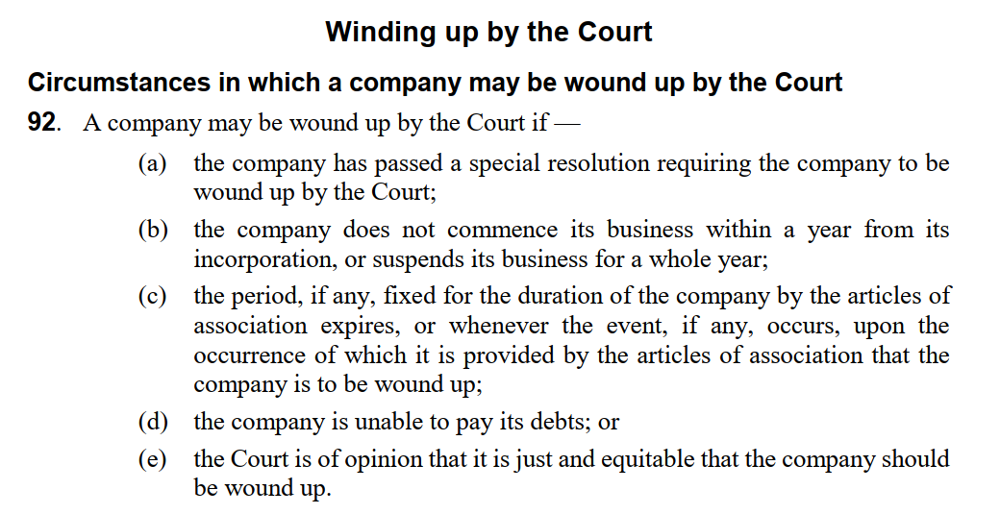 Winding up by the Court
Circumstances in which a company may be wound up by the Court
92. A company may be wound up by the Court if —
(a) the company has passed a special resolution requiring the company to be
wound up by the Court;
(b) the company does not commence its business within a year from its
incorporation, or suspends its business for a whole year;
(c) the period, if any, fixed for the duration of the company by the articles of
association expires, or whenever the event, if any, occurs, upon the
occurrence of which it is provided by the articles of association that the
company is to be wound up;
(d) the company is unable to pay its debts; or
(e) the Court is of opinion that it is just and equitable that the company should
be wound up.